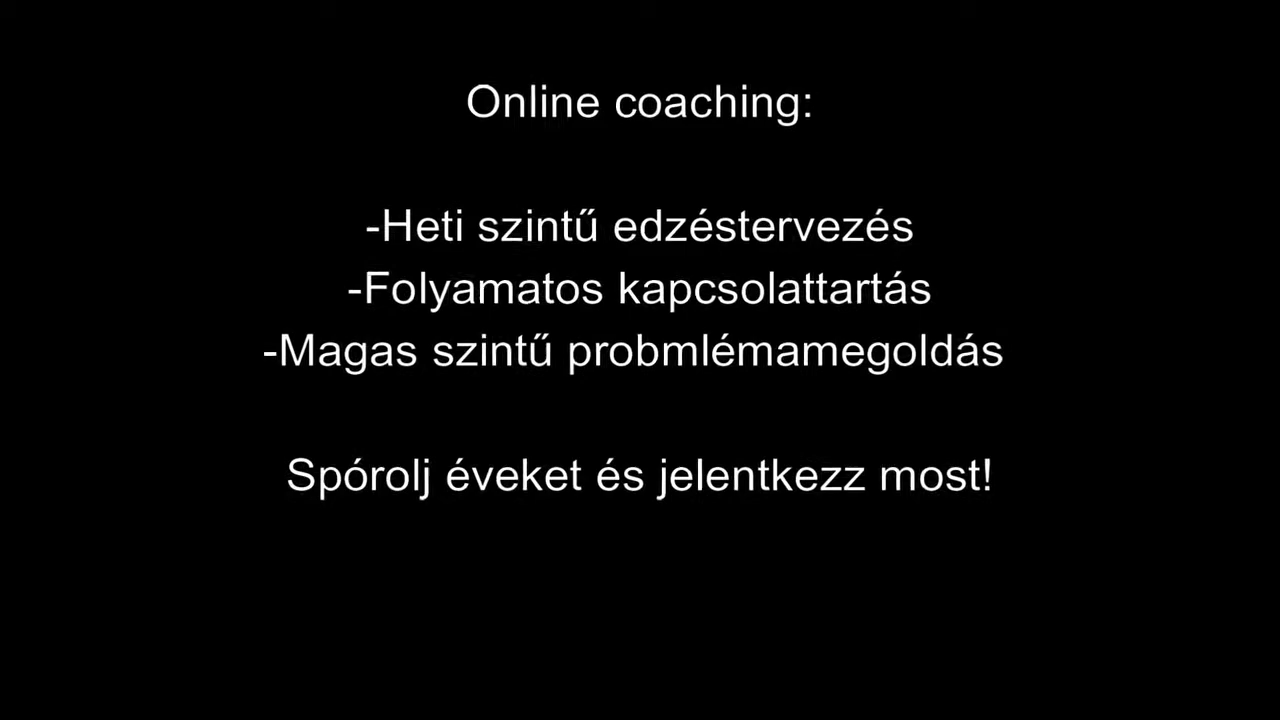 Online coaching:
-Heti szintű edzéstervezés
-Folyamatos kapcsolattartás
-Magas szintű probmlémamegoldás
Spórolj éveket és jelentkezz most!